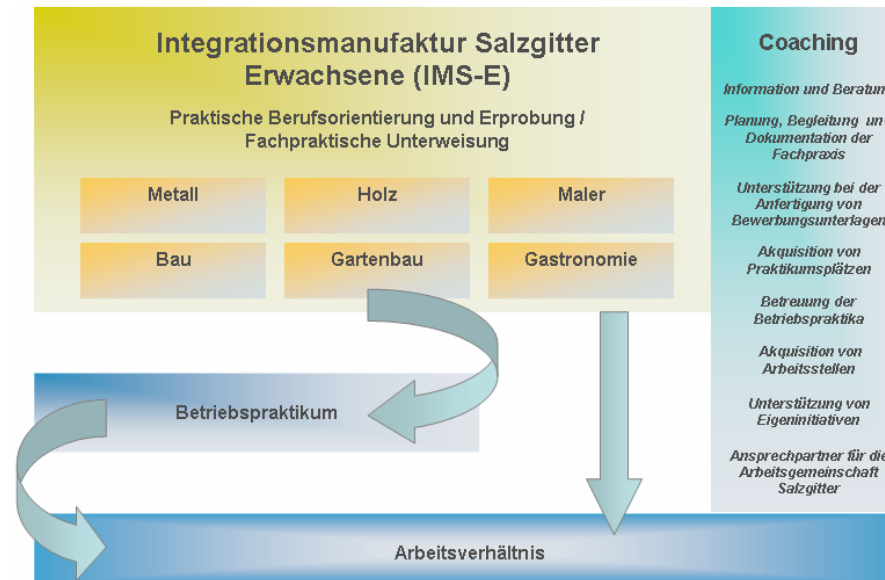 Integrationsmanufaktur Salzgitter
Erwachsene (IMS-E)
Praktische Berufsorientierung und Erprobung /
Fachpraktische Unterweisung
Metall
Holz
Maler
Bau
Gartenbau
Gastronomie
Betriebspraktikum
Arbeitsverhältnis
Coaching
Information und Beratun
Planung, Begleitung un
Dokumentation der
Fachpraxis
Unterstützung bei der
Anfertigung von
Bewerbungsunterlagen
Akquisition von
Praktikumsplätzen
Betreuung der
Betriebspraktika
Akquisition von
Arbeitsstellen
Unterstützung von
Eigeninitiativen
Ansprechpartner für die
Arbeitsgemeinschaft
Salzgitter